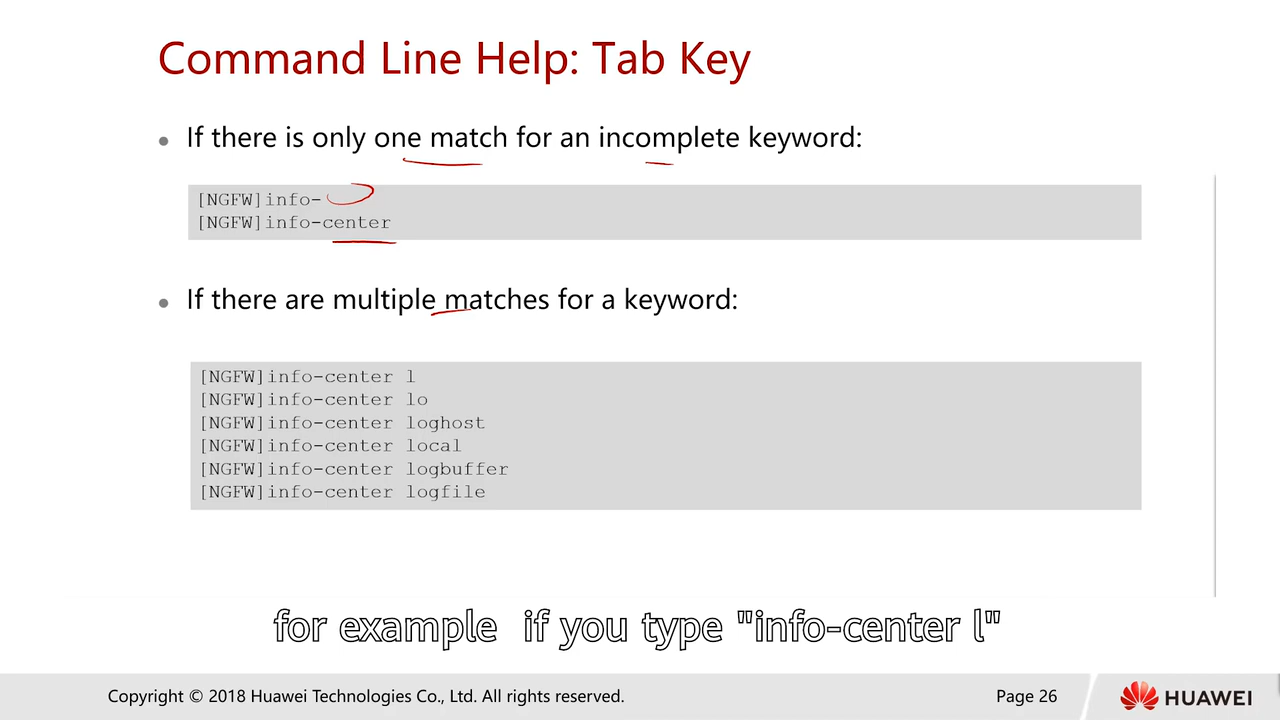 Command Line Help: Tab Key
● If there is only one match for an incomplete keyword:
[NGFW]info-
[NGFW]info-center
● If there are multiple matches for a keyword:
[NGFW]info-center l
[NGFW]info-center lo
[NGFW]info-center loghost
[NGFW]info-center local
[NGFW]info-center logbuffer
[NGFW]info-center logfile
for example if you type "info-center l"
Copyright © 2018 Huawei Technologies Co., Ltd. All rights reserved.
Page 26
HUAWEI